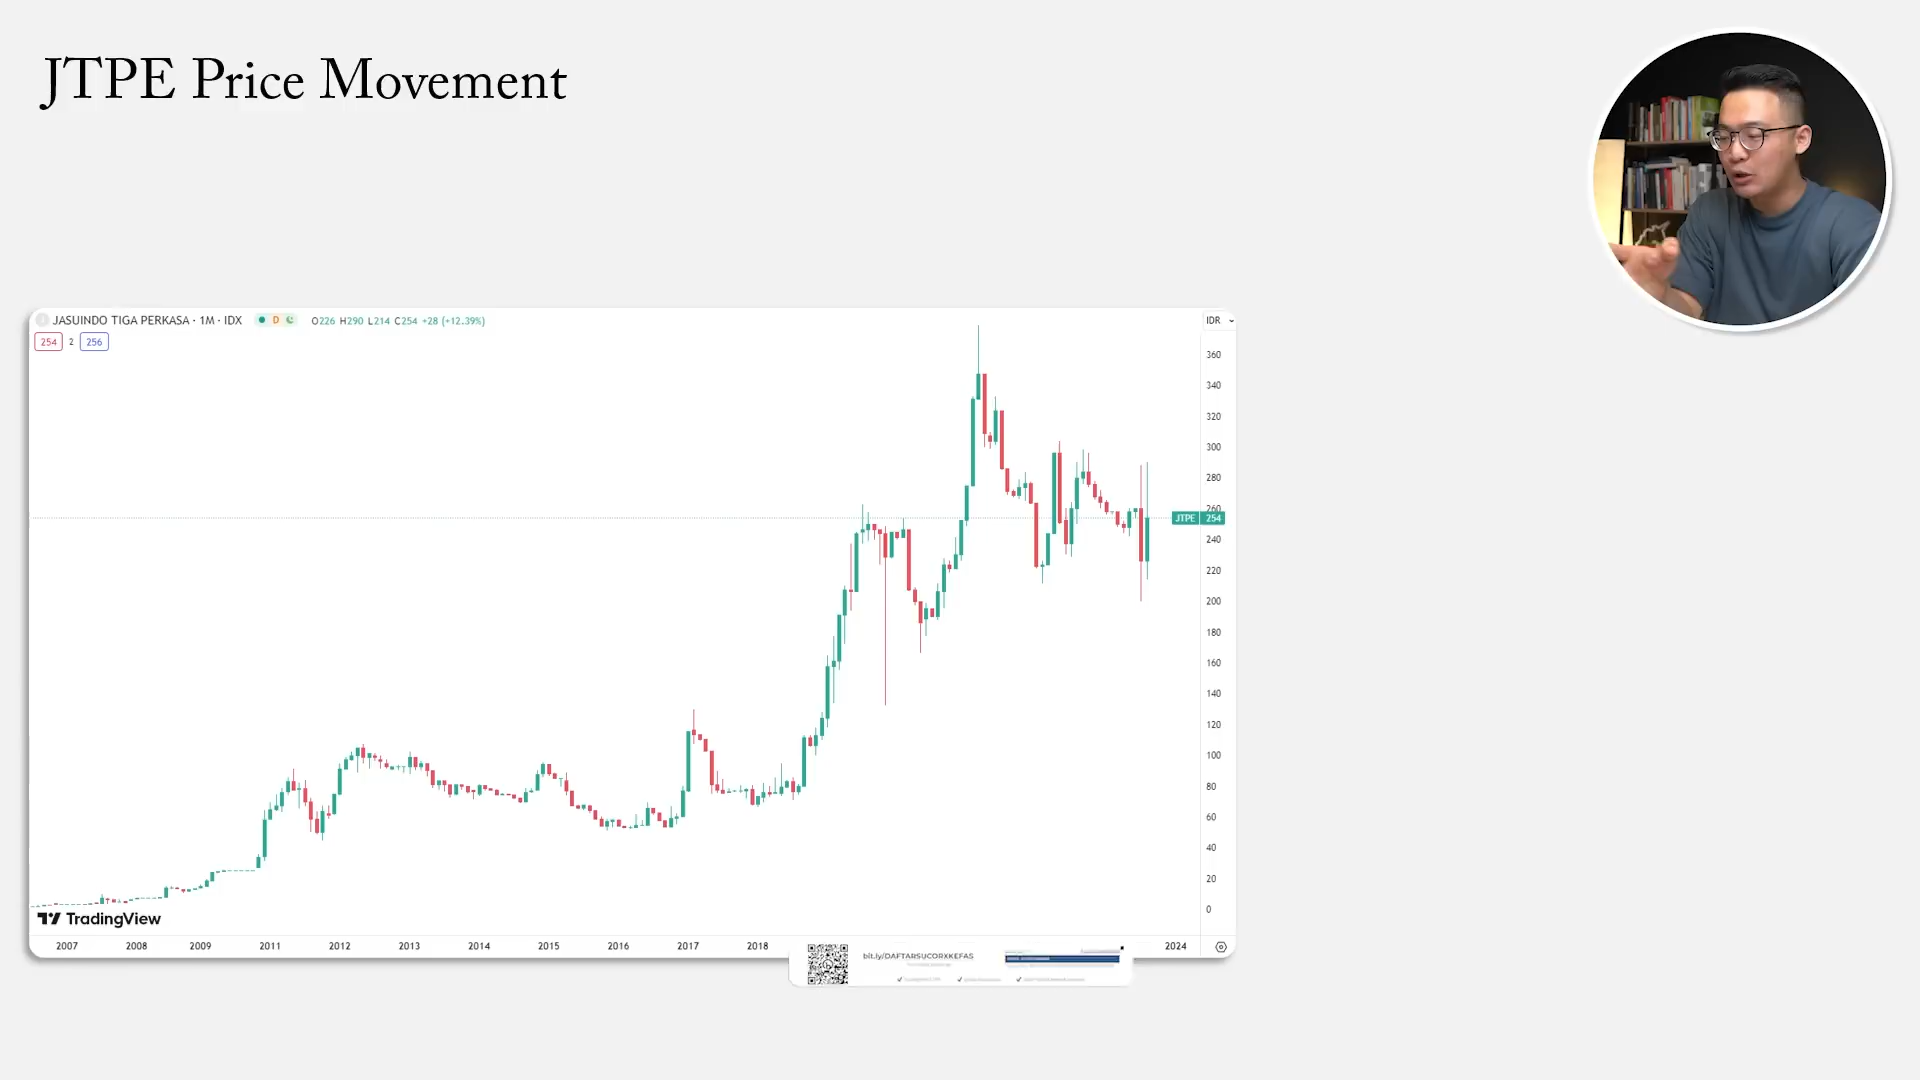 JTPE Price Movement
JASUINDO TIGA PERKASA · 1M · IDX
D
O226 H290 L214 C254 +28 (+12.39%)
IDR
254 2 256
360
340
320
300
280
260
JTPE 254
240
220
200
180
160
140
120
100
80
60
40
20
0
TradingView
2007 2008 2009 2011 2012 2013 2014 2015 2016 2017 2018 2024
bit.ly/DAFTARSUCORXKEFAS